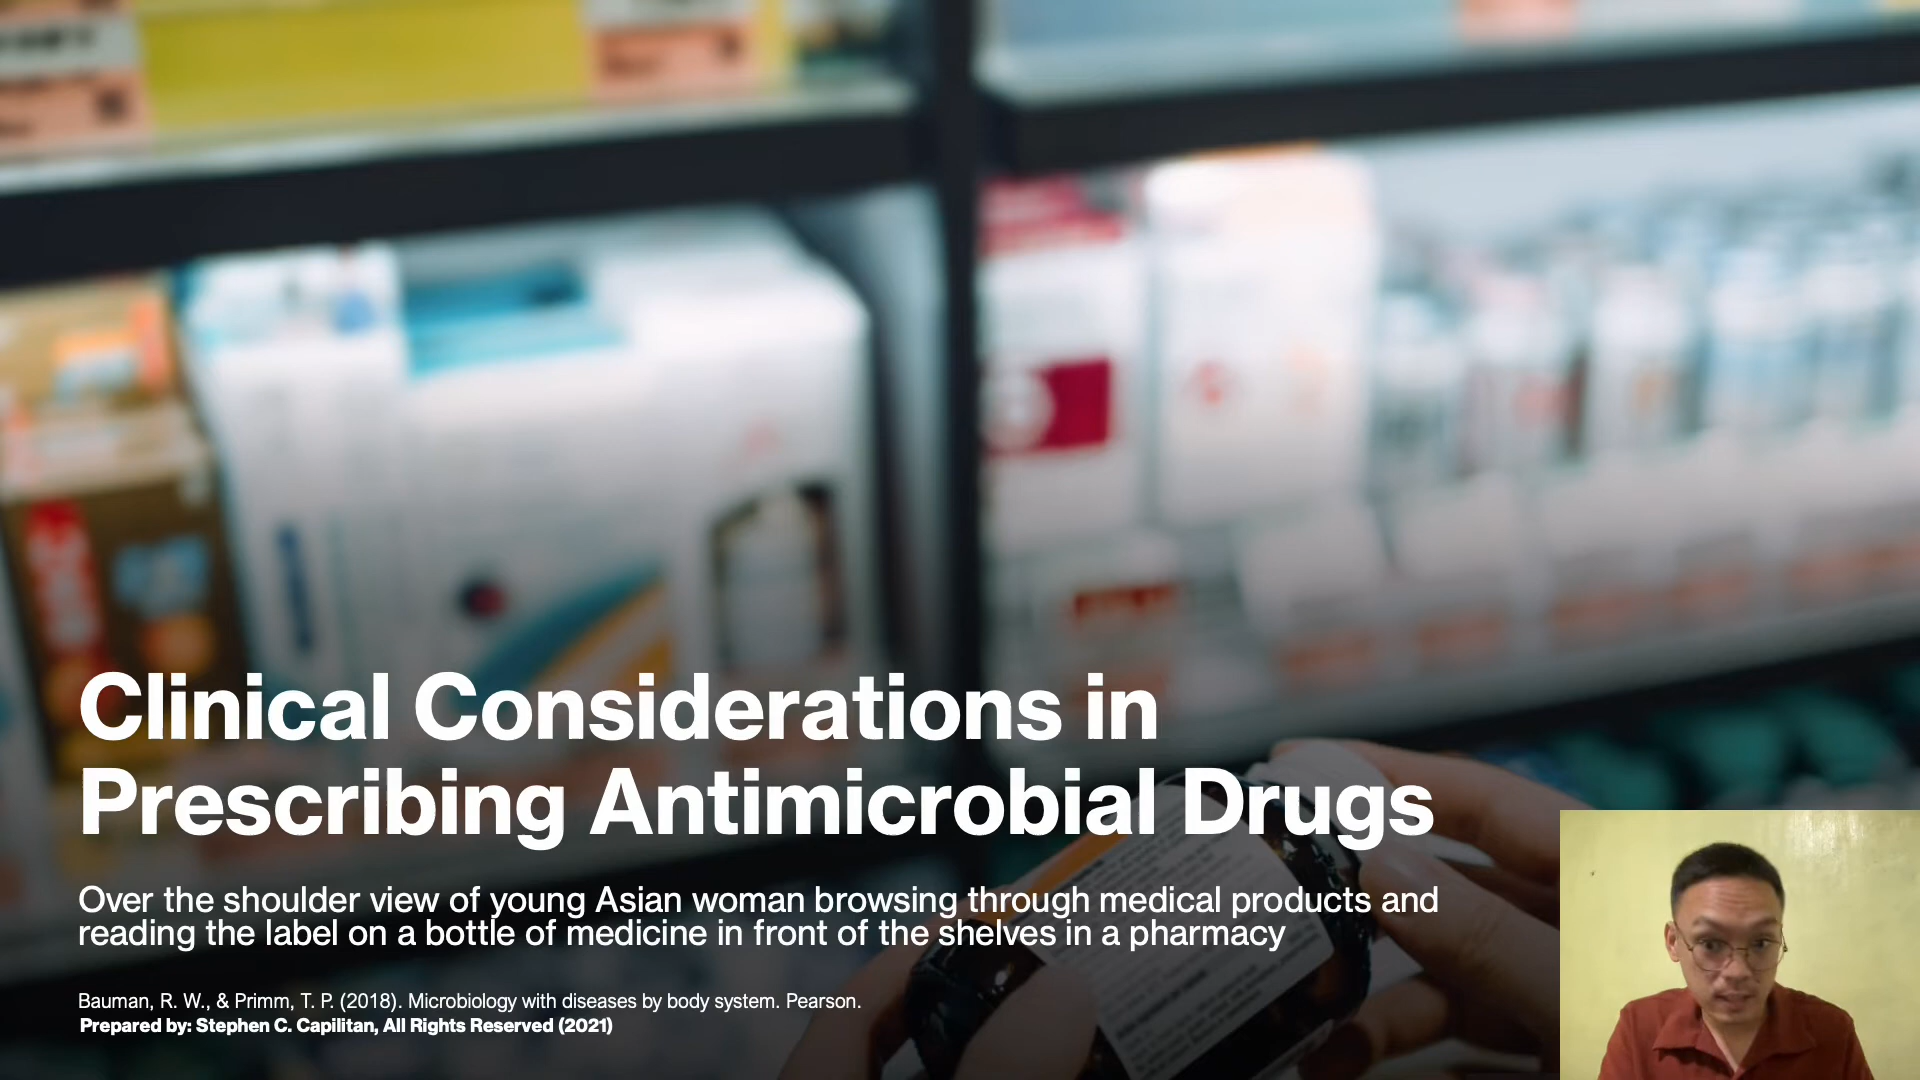 Clinical Considerations in
Prescribing Antimicrobial Drugs
Over the shoulder view of young Asian woman browsing through medical products and
reading the label on a bottle of medicine in front of the shelves in a pharmacy
Bauman, R. W., & Primm, T. P. (2018). Microbiology with diseases by body system. Pearson.
Prepared by: Stephen C. Capilitan, All Rights Reserved (2021)